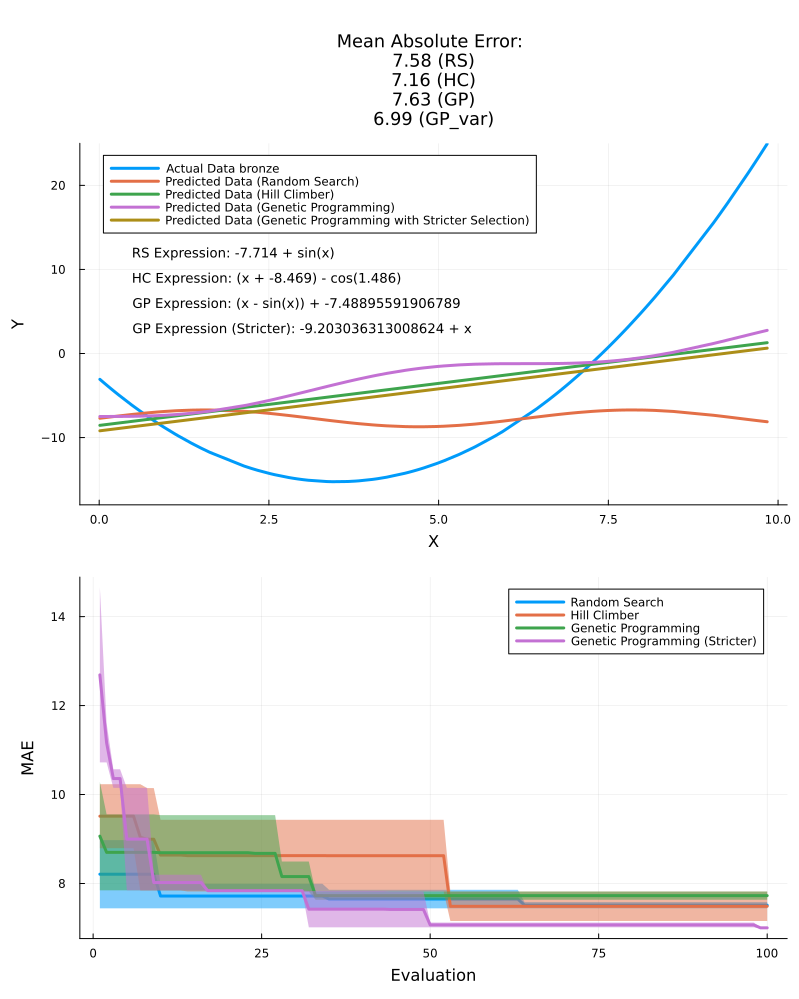 Mean Absolute Error:
7.58 (RS)
7.16 (HC)
7.63 (GP)
6.99 (GP_var)
Actual Data bronze
Predicted Data (Random Search)
Predicted Data (Hill Climber)
Predicted Data (Genetic Programming)
Predicted Data (Genetic Programming with Stricter Selection)
RS Expression: -7.714 + sin(x)
HC Expression: (x + -8.469) - cos(1.486)
GP Expression: (x - sin(x)) + -7.48895591906789
GP Expression (Stricter): -9.203036313008624 + x
20
10
0
−10
Y
0.0
2.5
5.0
7.5
10.0
X
Random Search
Hill Climber
Genetic Programming
Genetic Programming (Stricter)
14
12
10
8
MAE
0
25
50
75
100
Evaluation